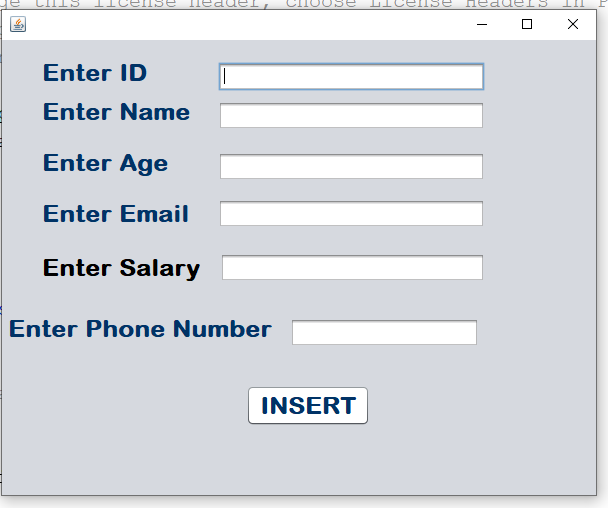 ge this license header, choose License Headers in P
Enter ID
Enter Name
Enter Age
Enter Email
Enter Salary
Enter Phone Number
INSERT